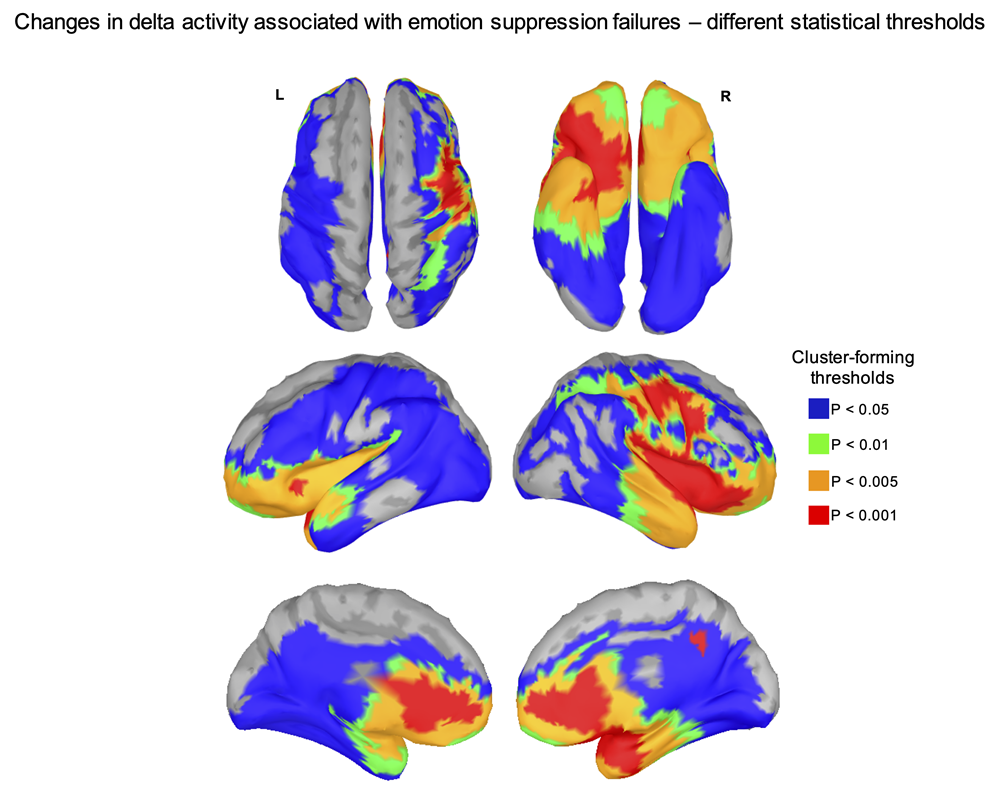 Changes in delta activity associated with emotion suppression failures – different statistical thresholds
L
R
Cluster-forming
thresholds
P < 0.05
P < 0.01
P < 0.005
P < 0.001